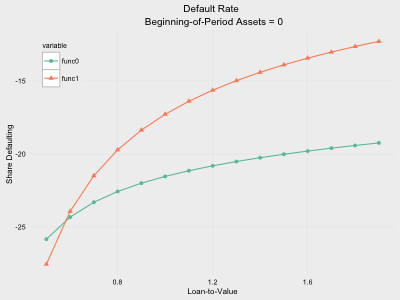 Default Rate
Beginning-of-Period Assets = 0
variable
func0
func1
-15
-20
-25
Share Defaulting
0.8
1.2
1.6
Loan-to-Value